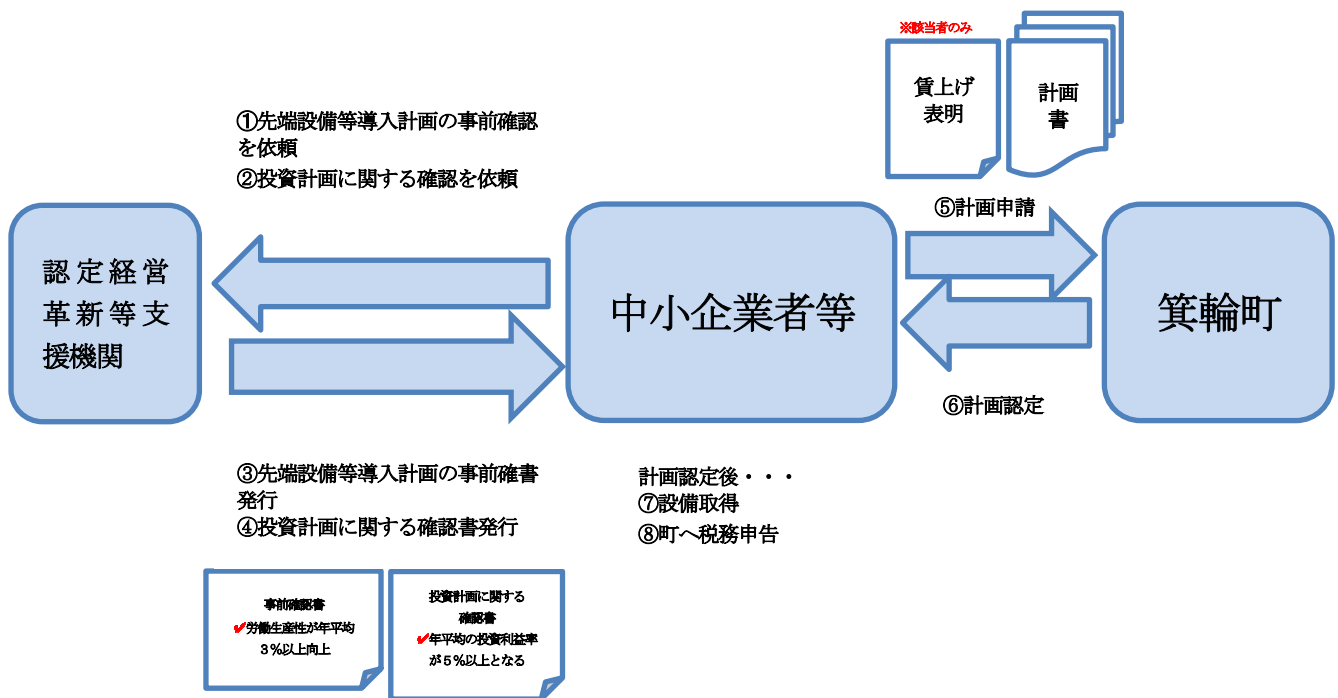 ※該当者のみ
賃上げ
表明
計画
書
①先端設備等導入計画の事前確認
を依頼
②投資計画に関する確認を依頼
⑤計画申請
認定経営
革新等支
援機関
中小企業者等
箕輪町
⑥計画認定
③先端設備等導入計画の事前確書
発行
④投資計画に関する確認書発行
計画認定後・・・
⑦設備取得
⑧町へ税務申告
事前確認書
✔労働生産性が年平均
３％以上向上
投資計画に関する
確認書
✔年平均の投資利益率
が５％以上となる